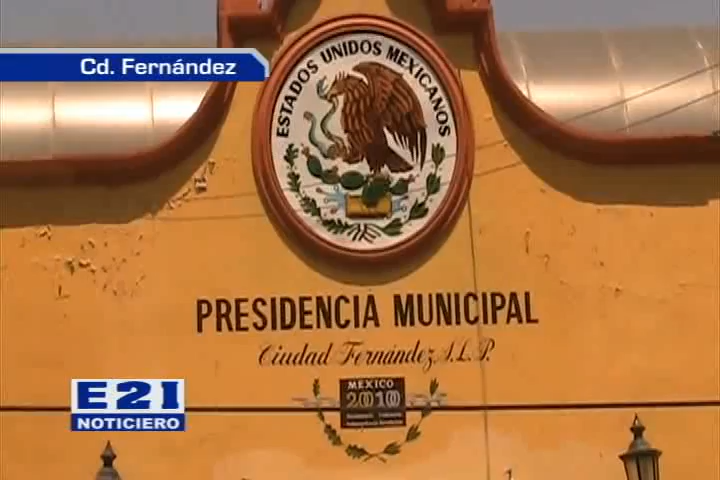 Cd. Fernández
ESTADOS UNIDOS MEXICANOS
PRESIDENCIA MUNICIPAL
Ciudad Fernández, S.L.P.
MEXICO
2010
E21
NOTICIERO